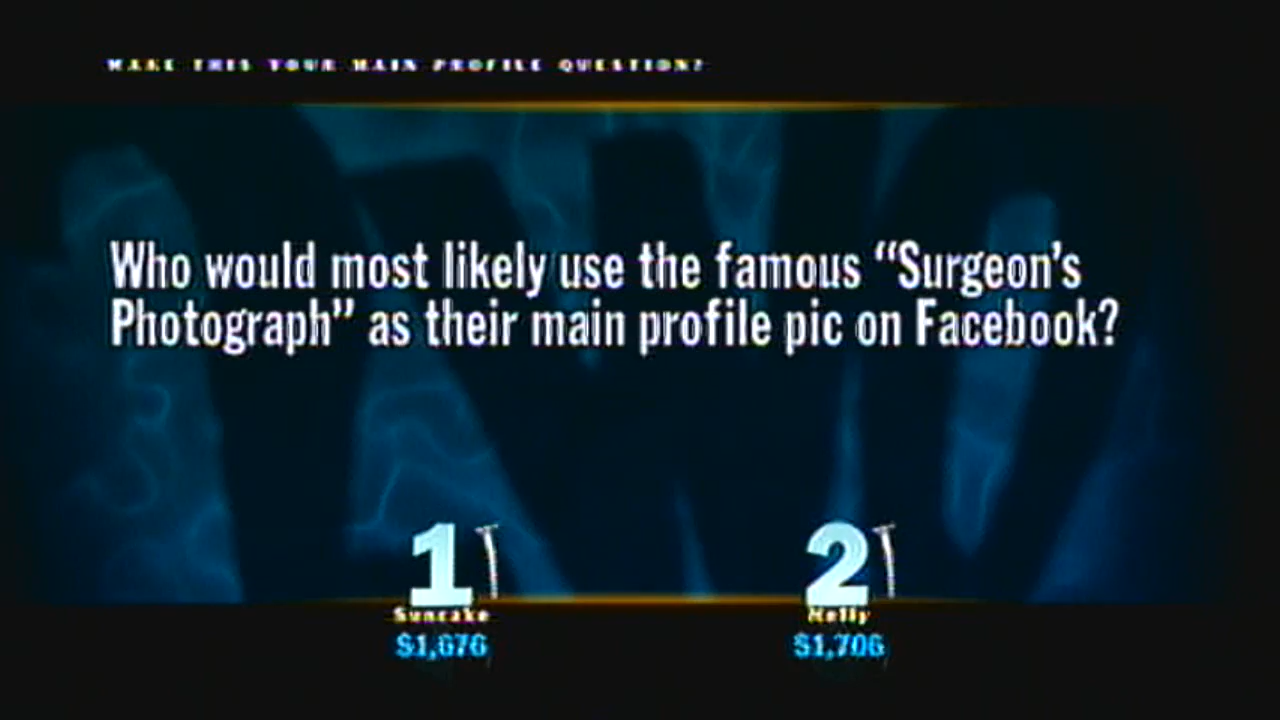 MAKE THIS YOUR MAIN PROFILE QUESTION?
Who would most likely use the famous “Surgeon’s
Photograph” as their main profile pic on Facebook?
1 2
Suncake Nelly
$1,676 $1,706